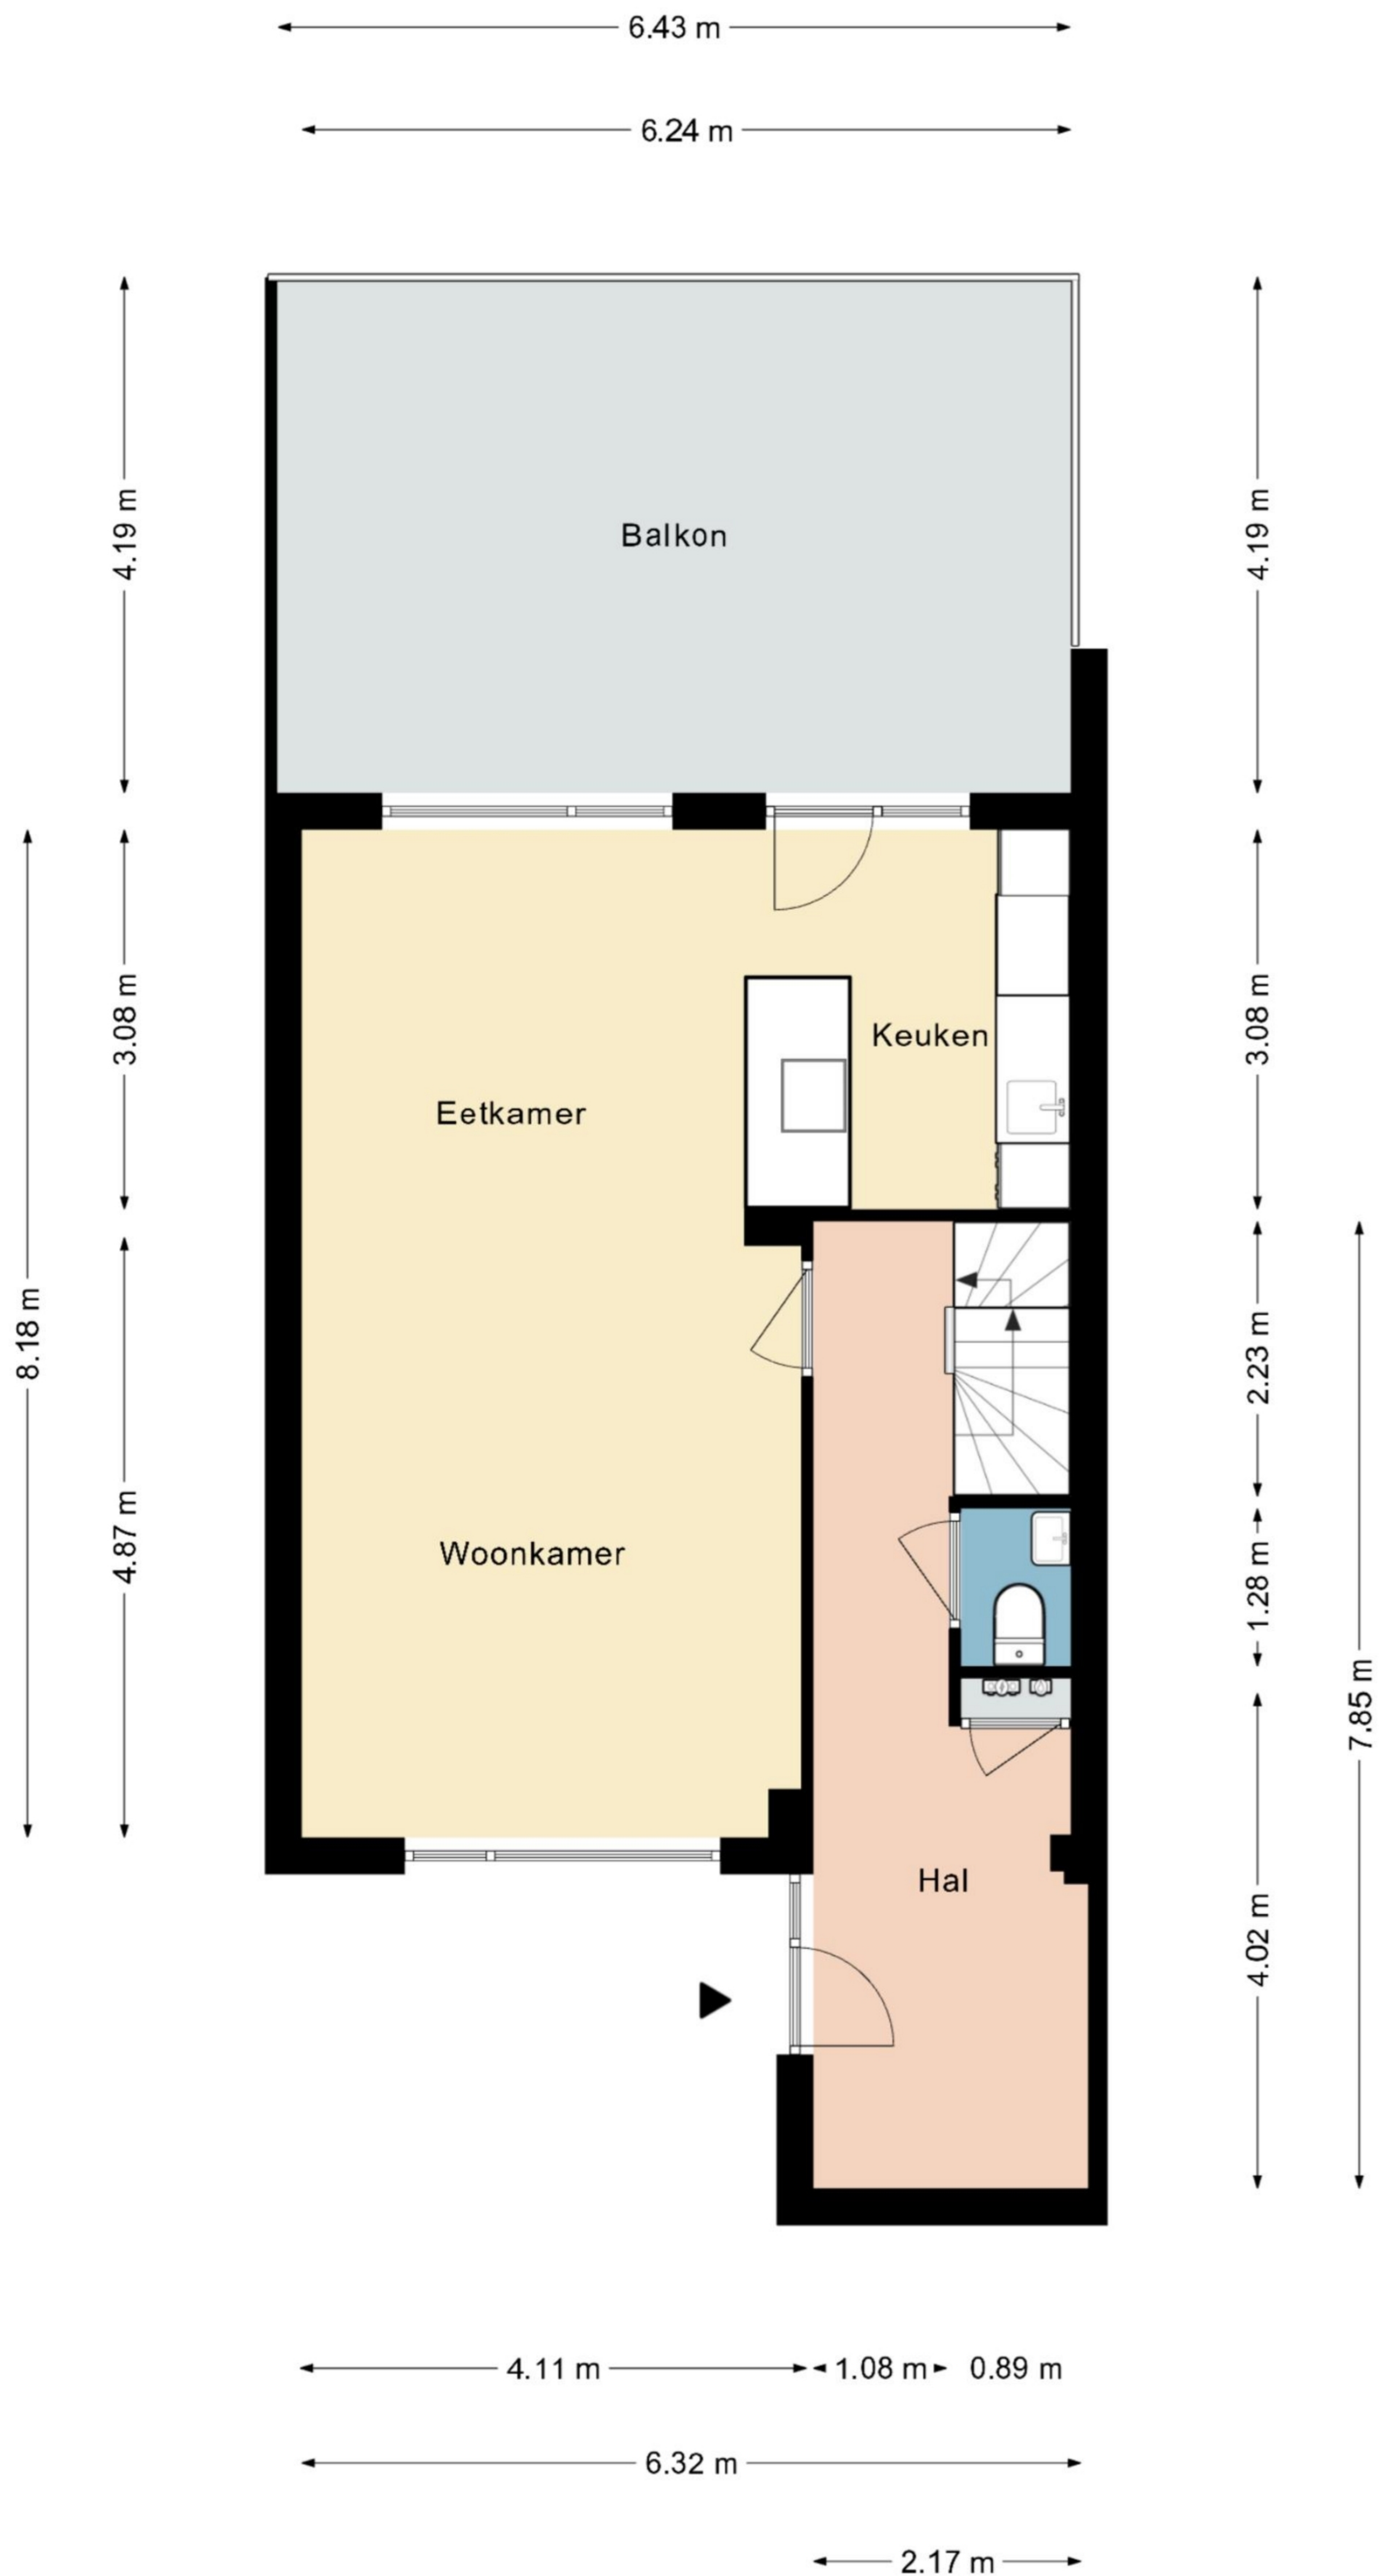 6.43 m
6.24 m
4.19 m
Balkon
4.19 m
3.08 m
Keuken
3.08 m
Eetkamer
8.18 m
2.23 m
4.87 m
Woonkamer
1.28 m
7.85 m
Hal
4.02 m
4.11 m
1.08 m
0.89 m
6.32 m
2.17 m